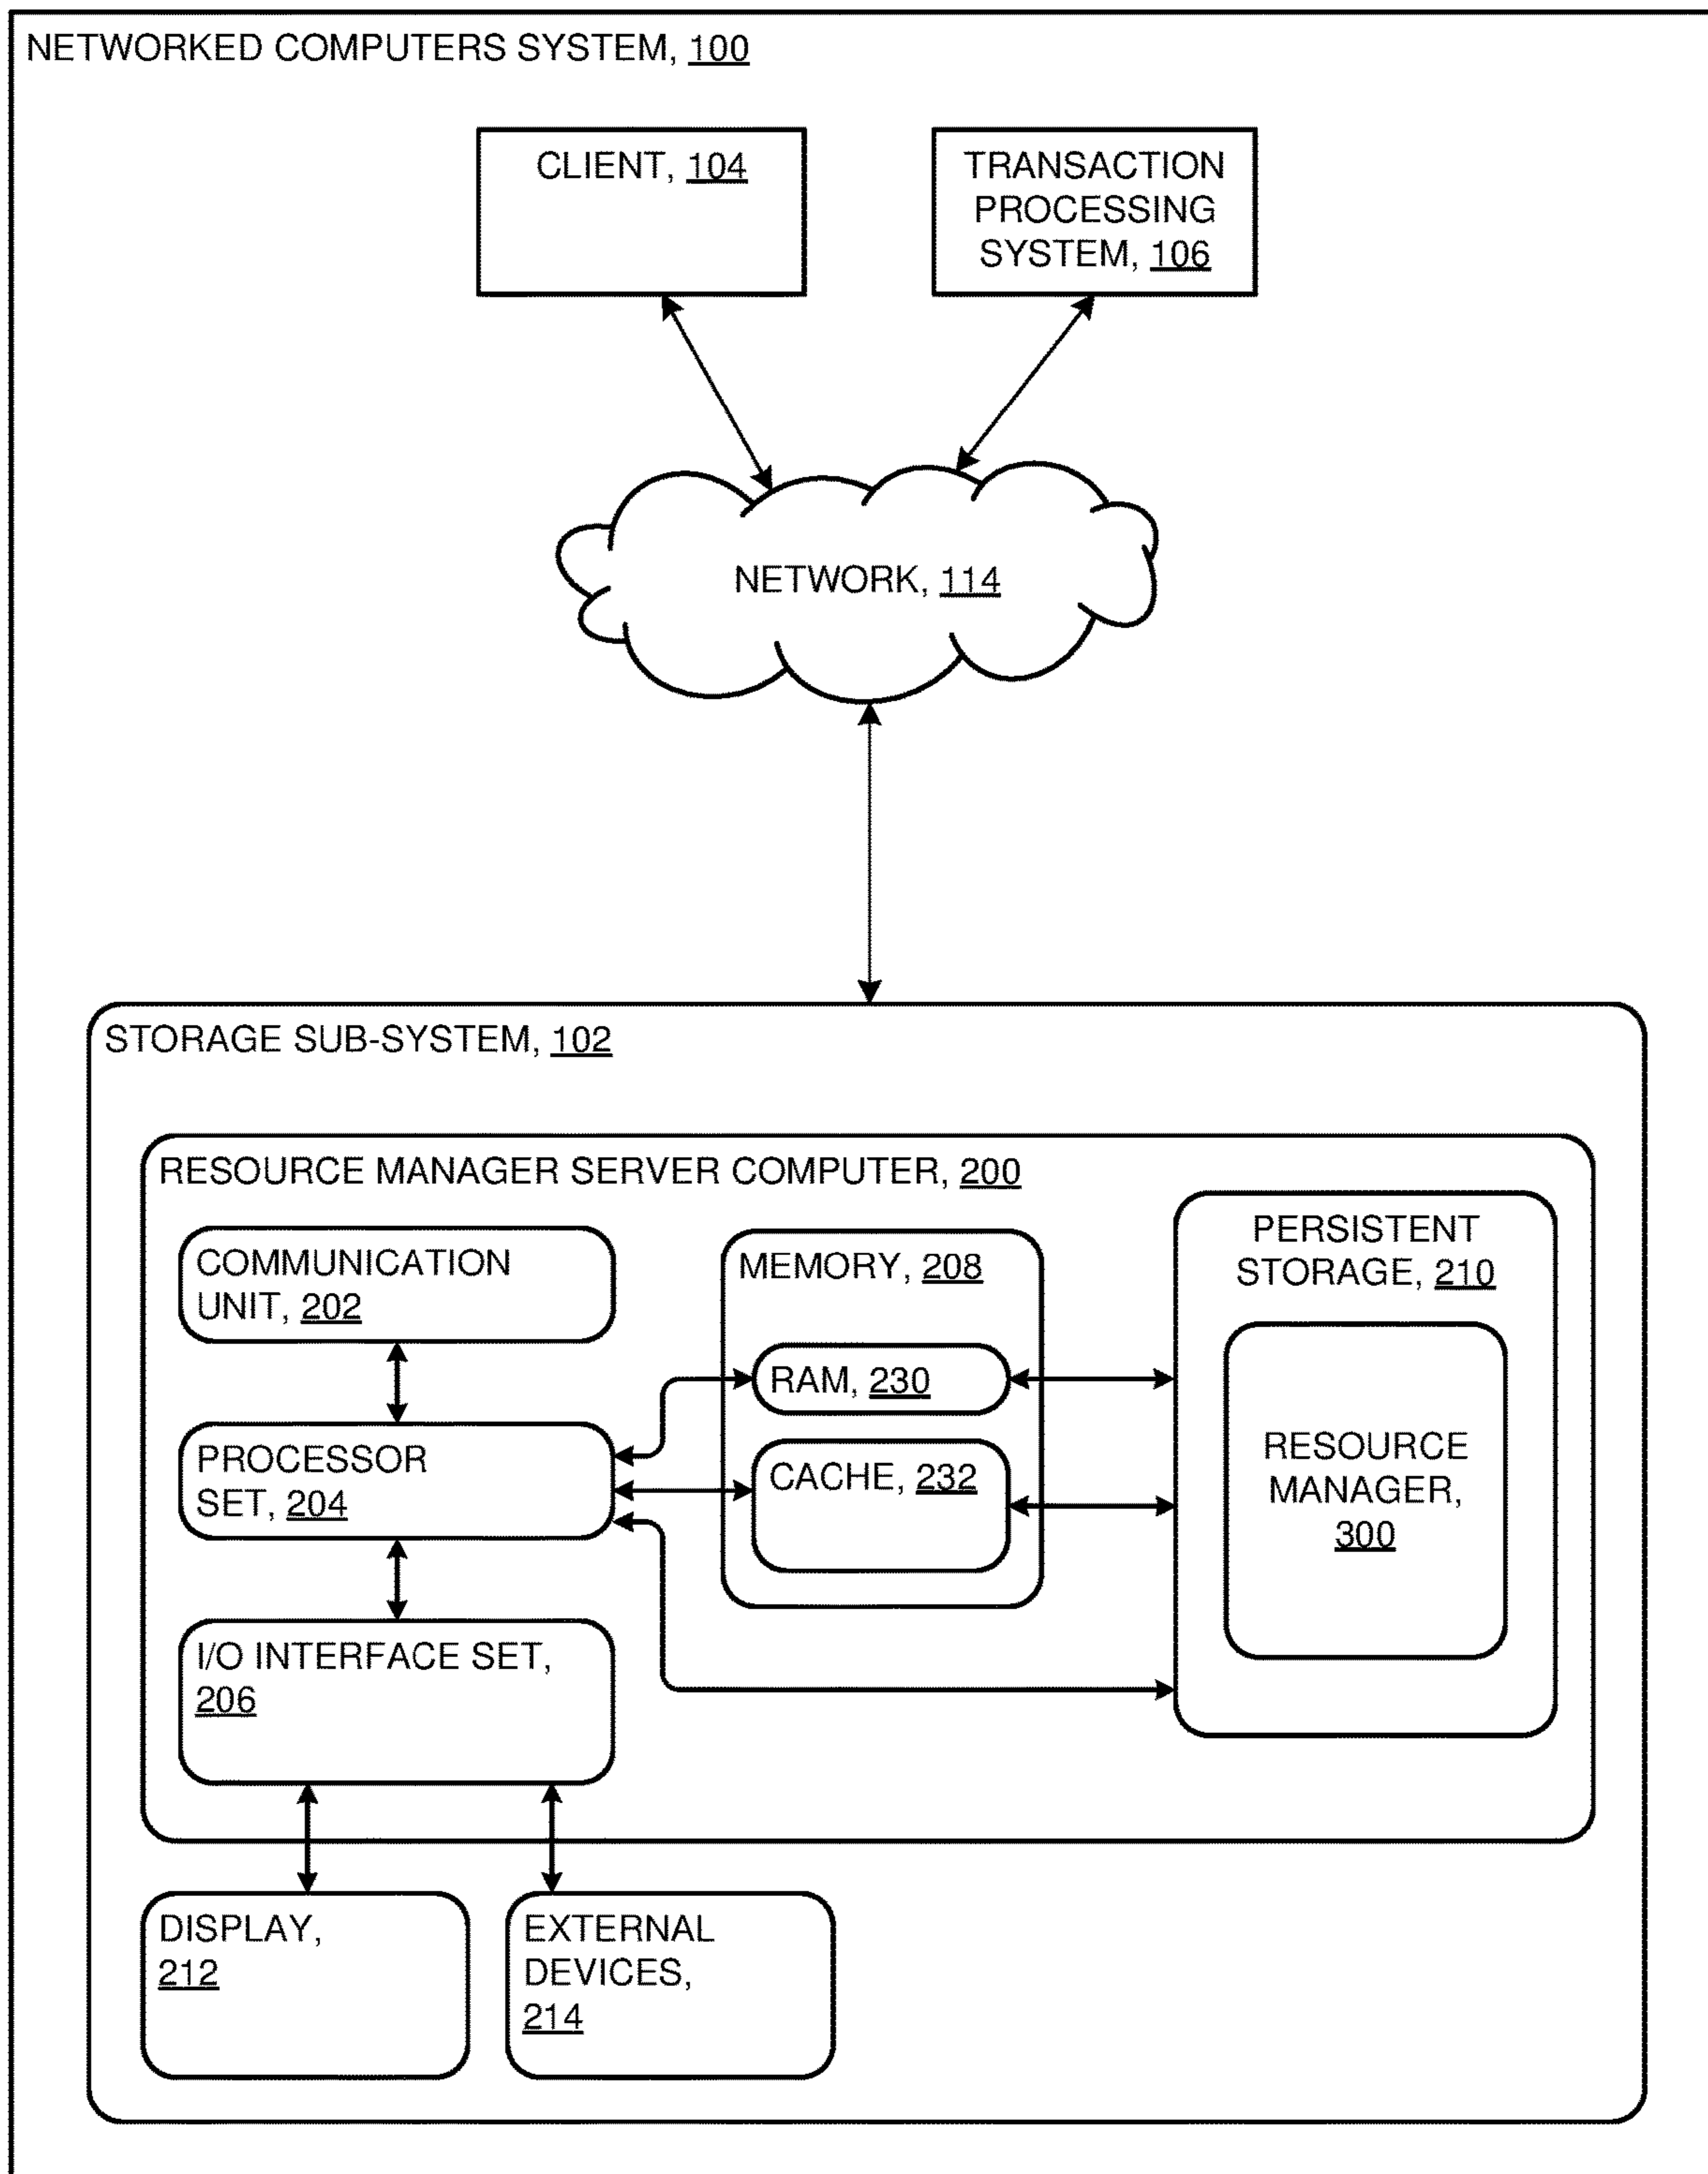 NETWORKED COMPUTERS SYSTEM, 100
CLIENT, 104
TRANSACTION
PROCESSING
SYSTEM, 106
NETWORK, 114
STORAGE SUB-SYSTEM, 102
RESOURCE MANAGER SERVER COMPUTER, 200
COMMUNICATION
UNIT, 202
MEMORY, 208
PERSISTENT
STORAGE, 210
RAM, 230
PROCESSOR
SET, 204
CACHE, 232
RESOURCE
MANAGER,
300
I/O INTERFACE SET,
206
DISPLAY,
212
EXTERNAL
DEVICES,
214